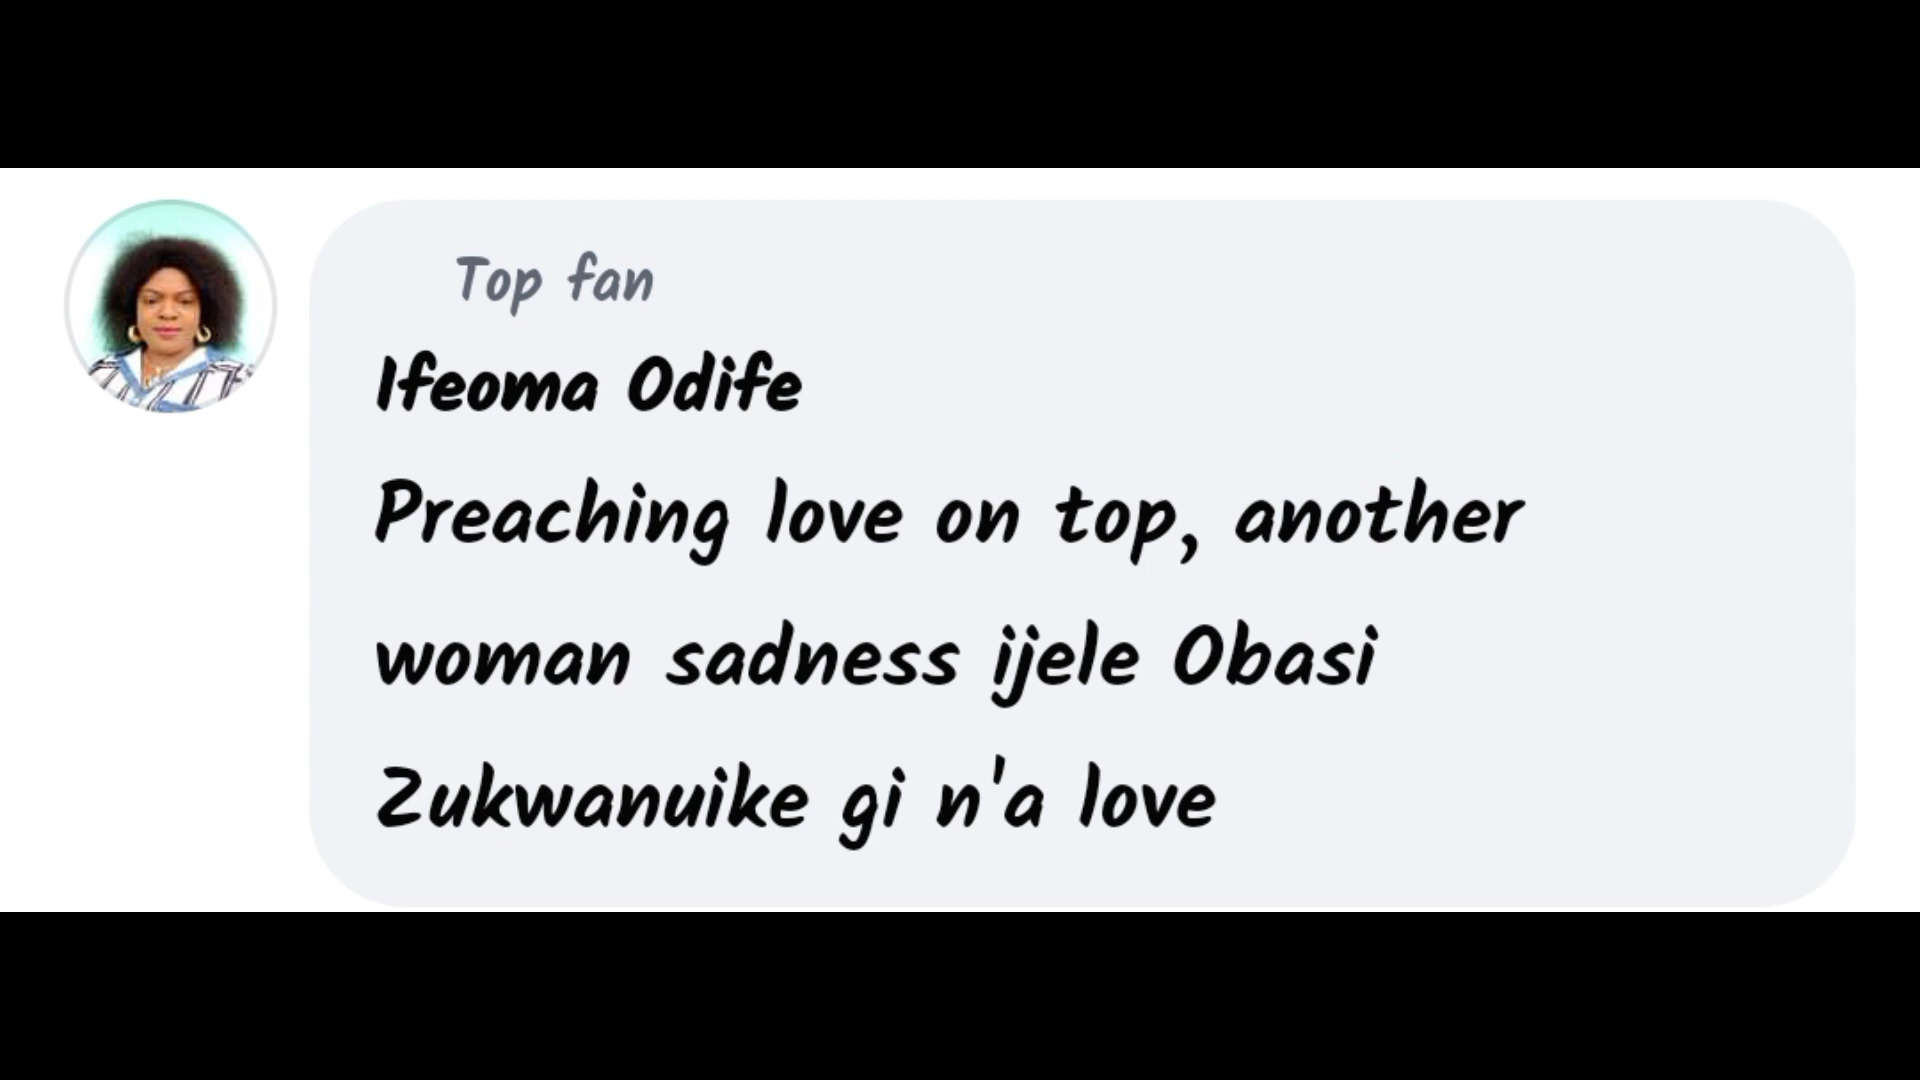 Top fan
Ifeoma Odife
Preaching love on top, another
woman sadness ijele Obasi
Zukwanuike gi n'a love